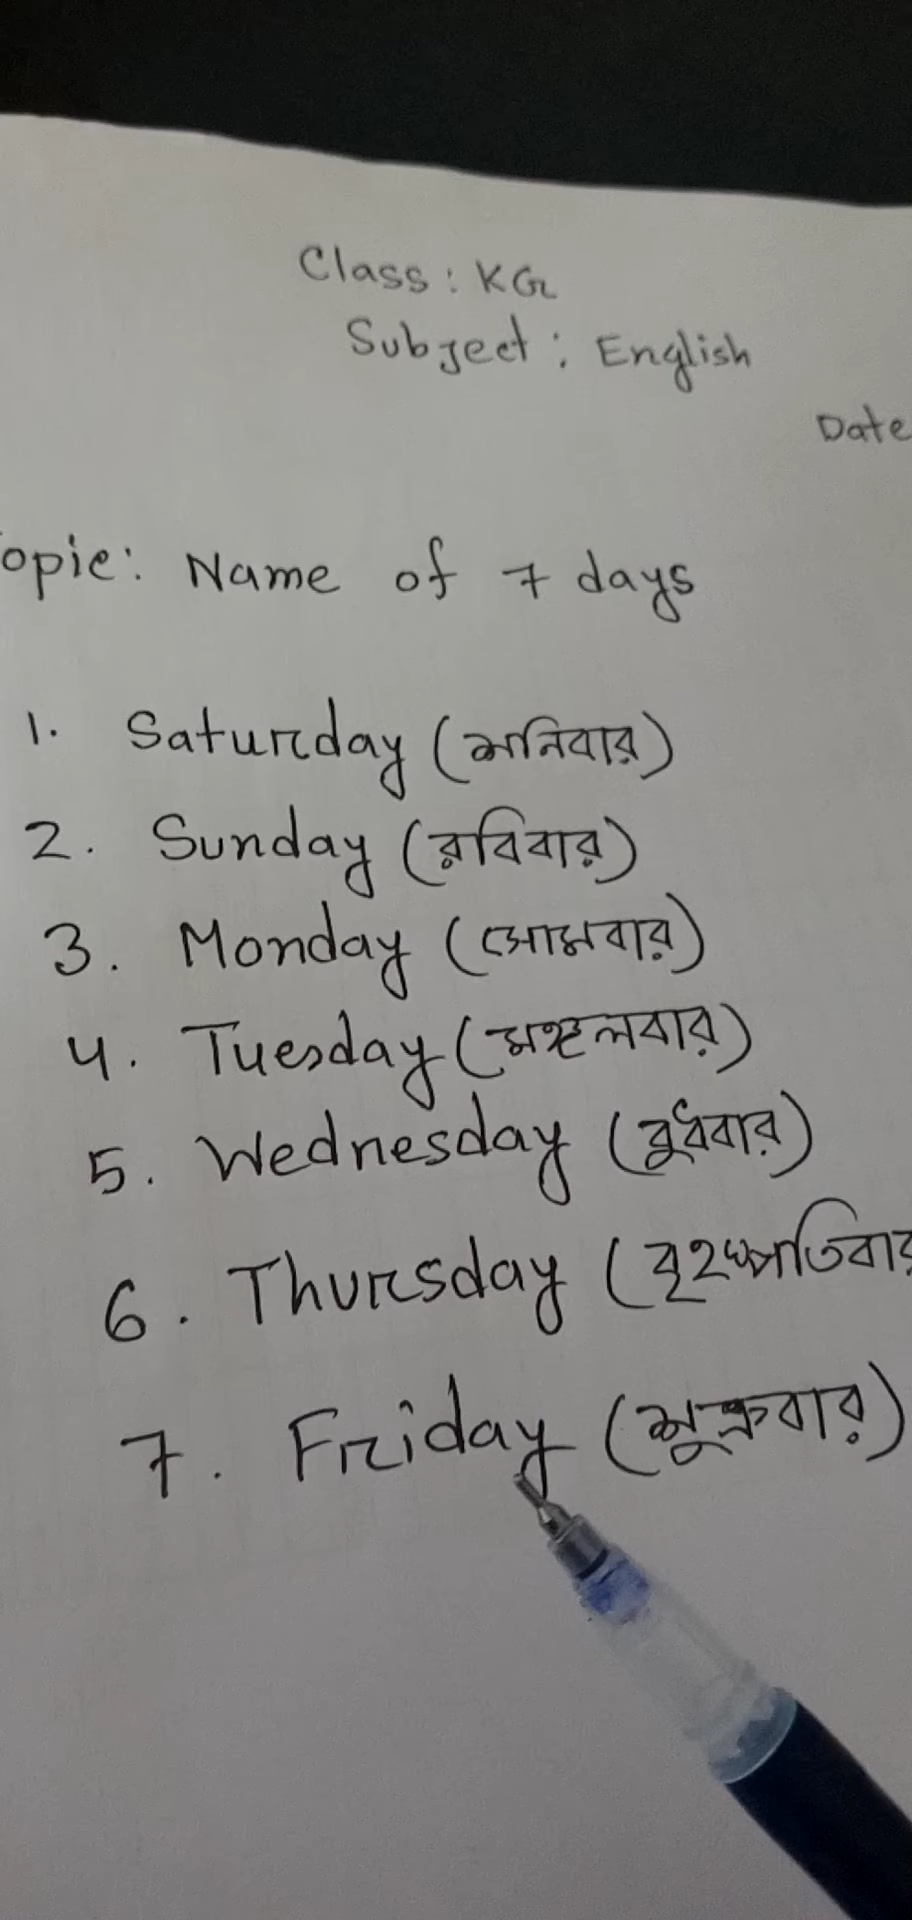 Class: KG
Subject: English
Date
opic: Name of 7 days
1. Saturday (শনিবার)
2. Sunday (রবিবার)
3. Monday (সোমবার)
4. Tuesday (মঙ্গলবার)
5. Wednesday (বুধবার)
6. Thursday (বৃহস্পতিবার
7. Friday (শুক্রবার)